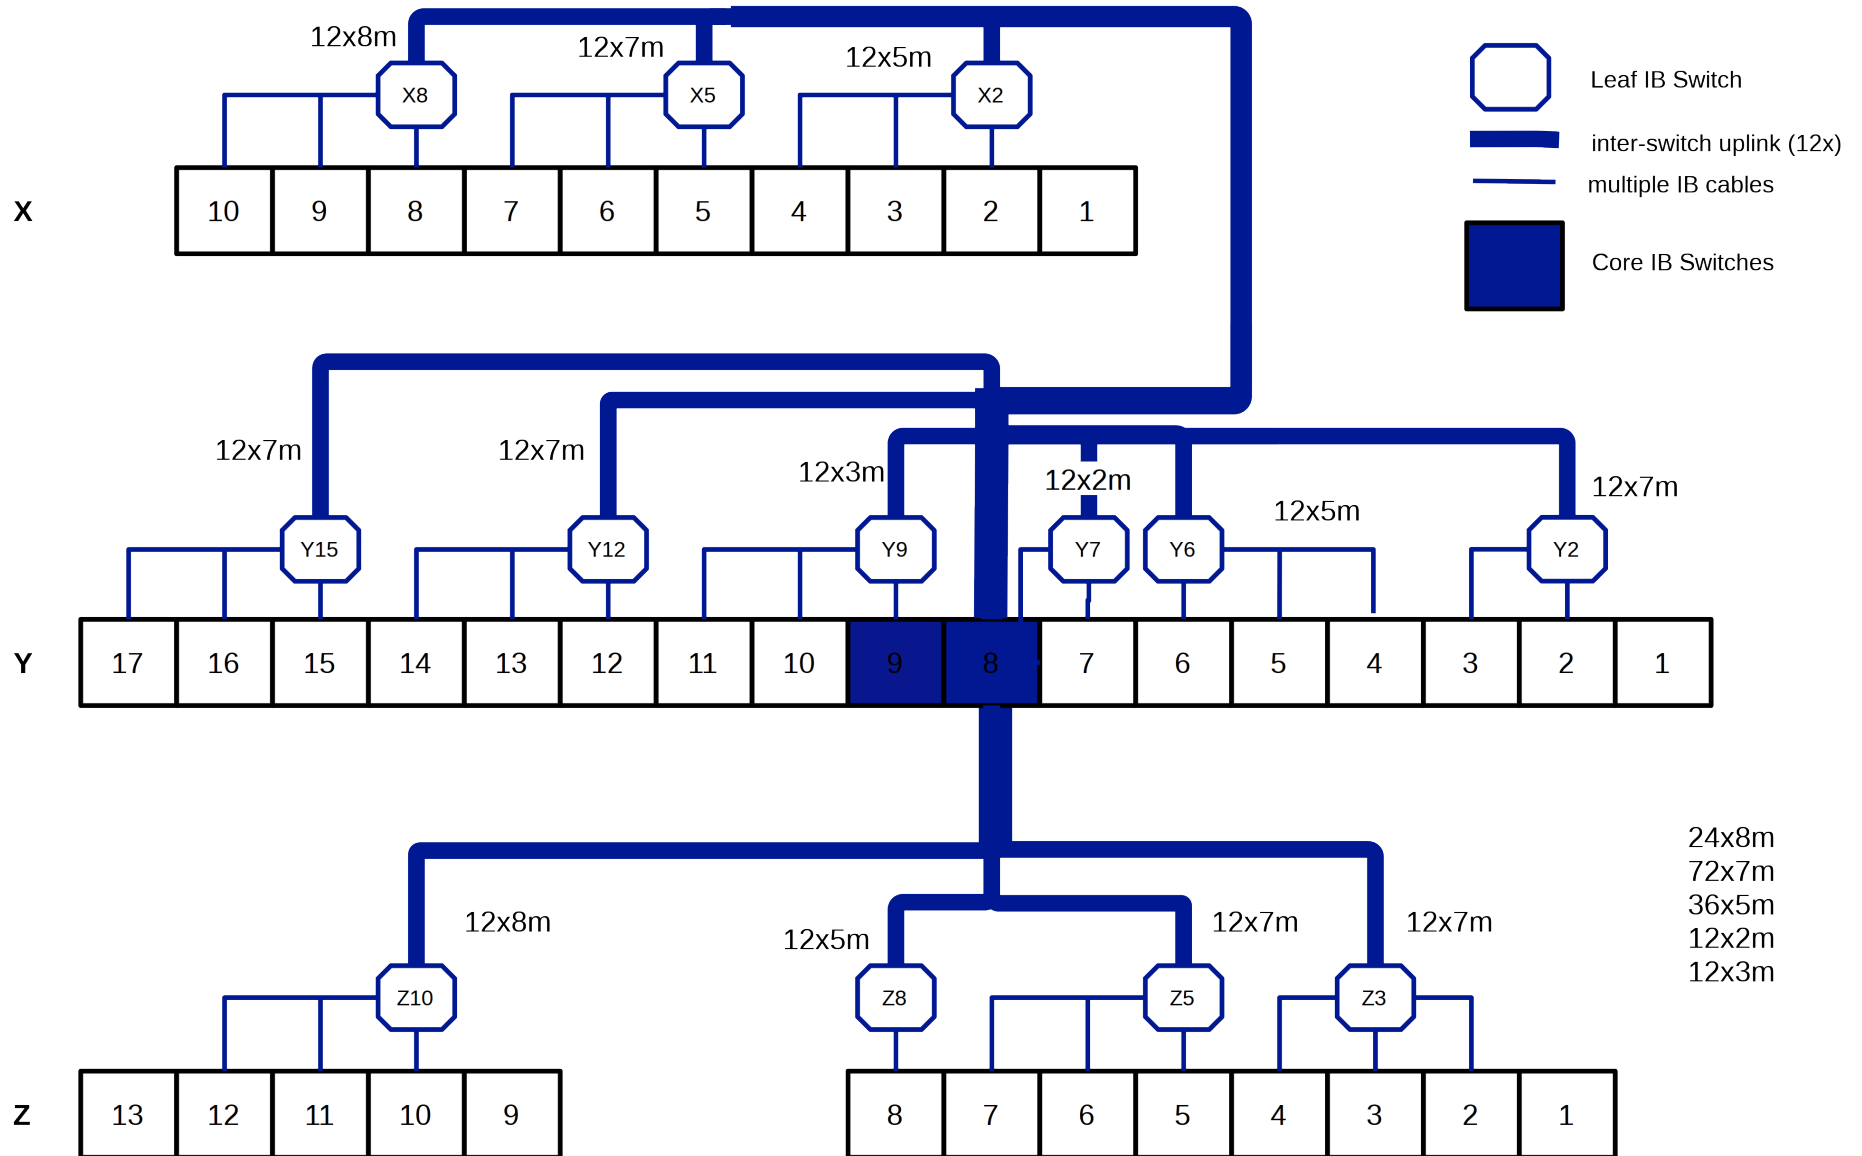 12x8m
12x7m
12x5m
X8
X5
X2
Leaf IB Switch
inter-switch uplink (12x)
multiple IB cables
Core IB Switches
X
10 9 8 7 6 5 4 3 2 1
12x7m
12x7m
12x3m
12x2m
12x5m
12x7m
Y15
Y12
Y9
Y7
Y6
Y2
Y
17 16 15 14 13 12 11 10 9 8 7 6 5 4 3 2 1
24x8m
72x7m
36x5m
12x2m
12x3m
12x8m
12x5m
12x7m
12x7m
Z10
Z8
Z5
Z3
Z
13 12 11 10 9 8 7 6 5 4 3 2 1